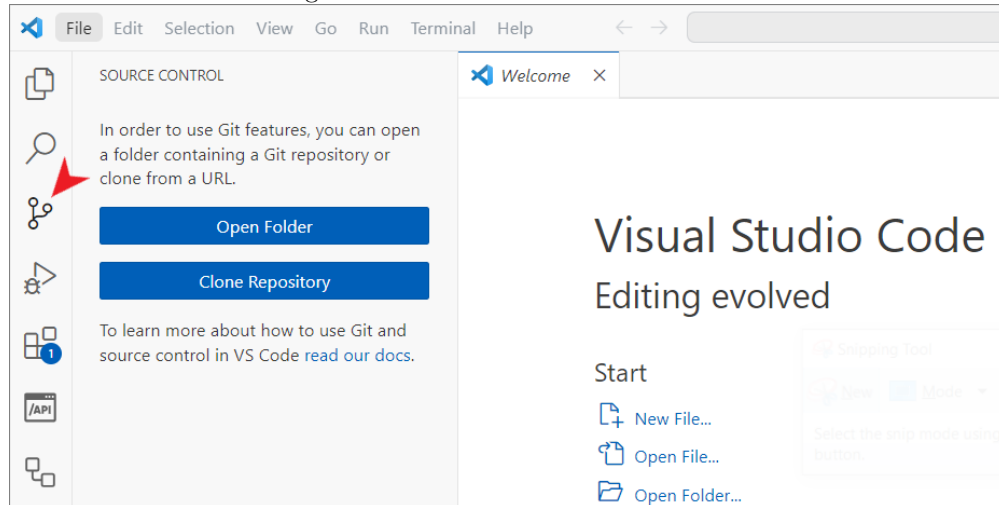 File Edit Selection View Go Run Terminal Help
SOURCE CONTROL
In order to use Git features, you can open
a folder containing a Git repository or
clone from a URL.
Open Folder
Clone Repository
To learn more about how to use Git and
source control in VS Code read our docs.
1
/API
Welcome
Visual Studio Code
Editing evolved
Start
New File...
Open File...
Open Folder...
Snipping Tool
New Mode
Select the snip mode using
button.